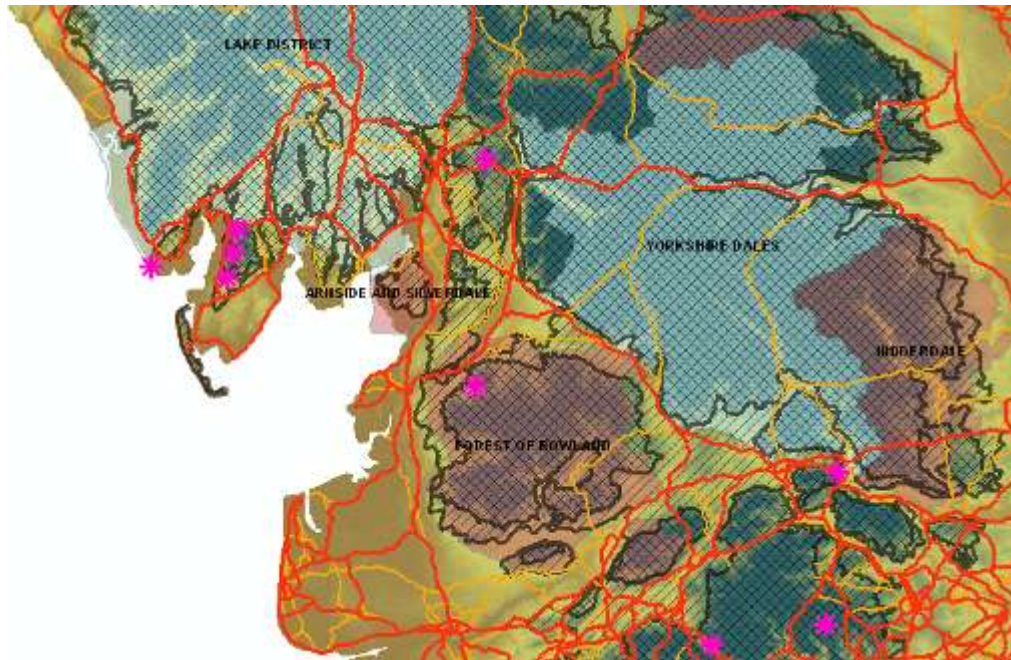 LAKE DISTRICT
YORKSHIRE DALES
ARNSIDE AND SILVERDALE
NIDDERDALE
FOREST OF BOWLAND